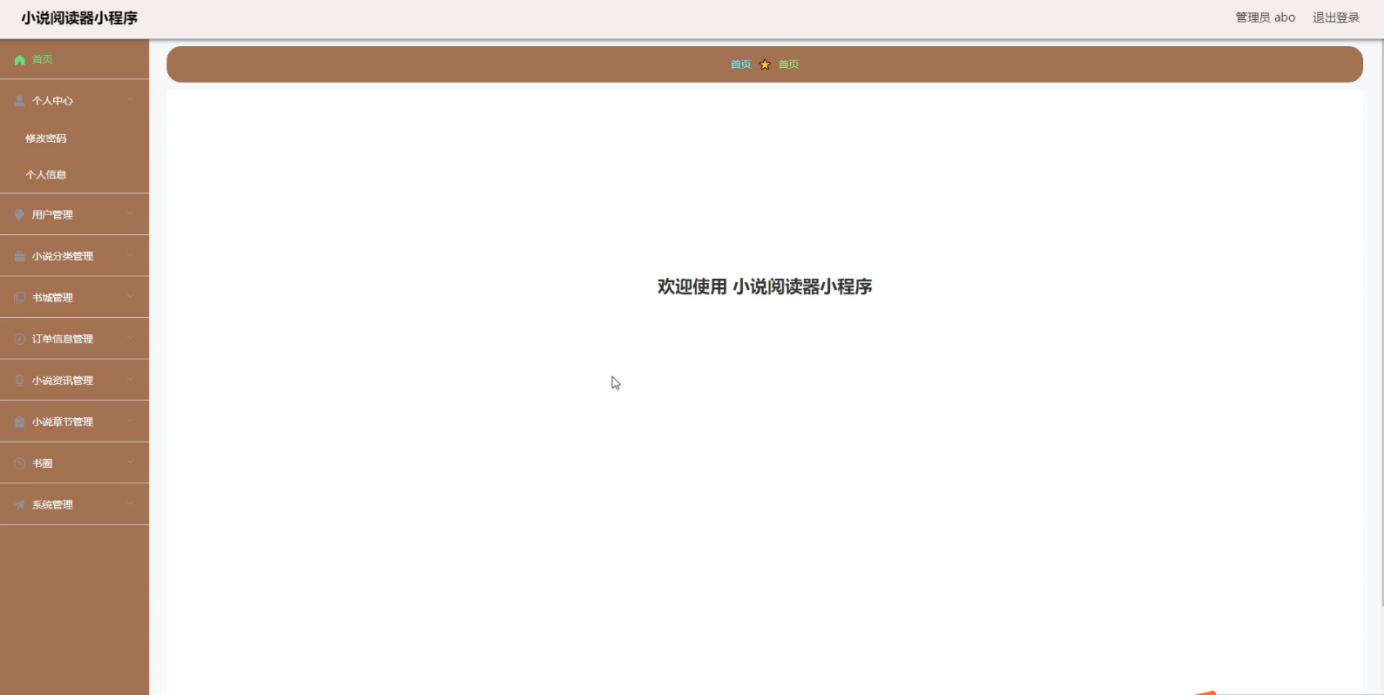 小说阅读器小程序
管理员 abo 退出登录
首页
个人中心
修改密码
个人信息
用户管理
小说分类管理
书城管理
订单信息管理
小说资讯管理
小说章节管理
书圈
系统管理
首页 首页
欢迎使用 小说阅读器小程序